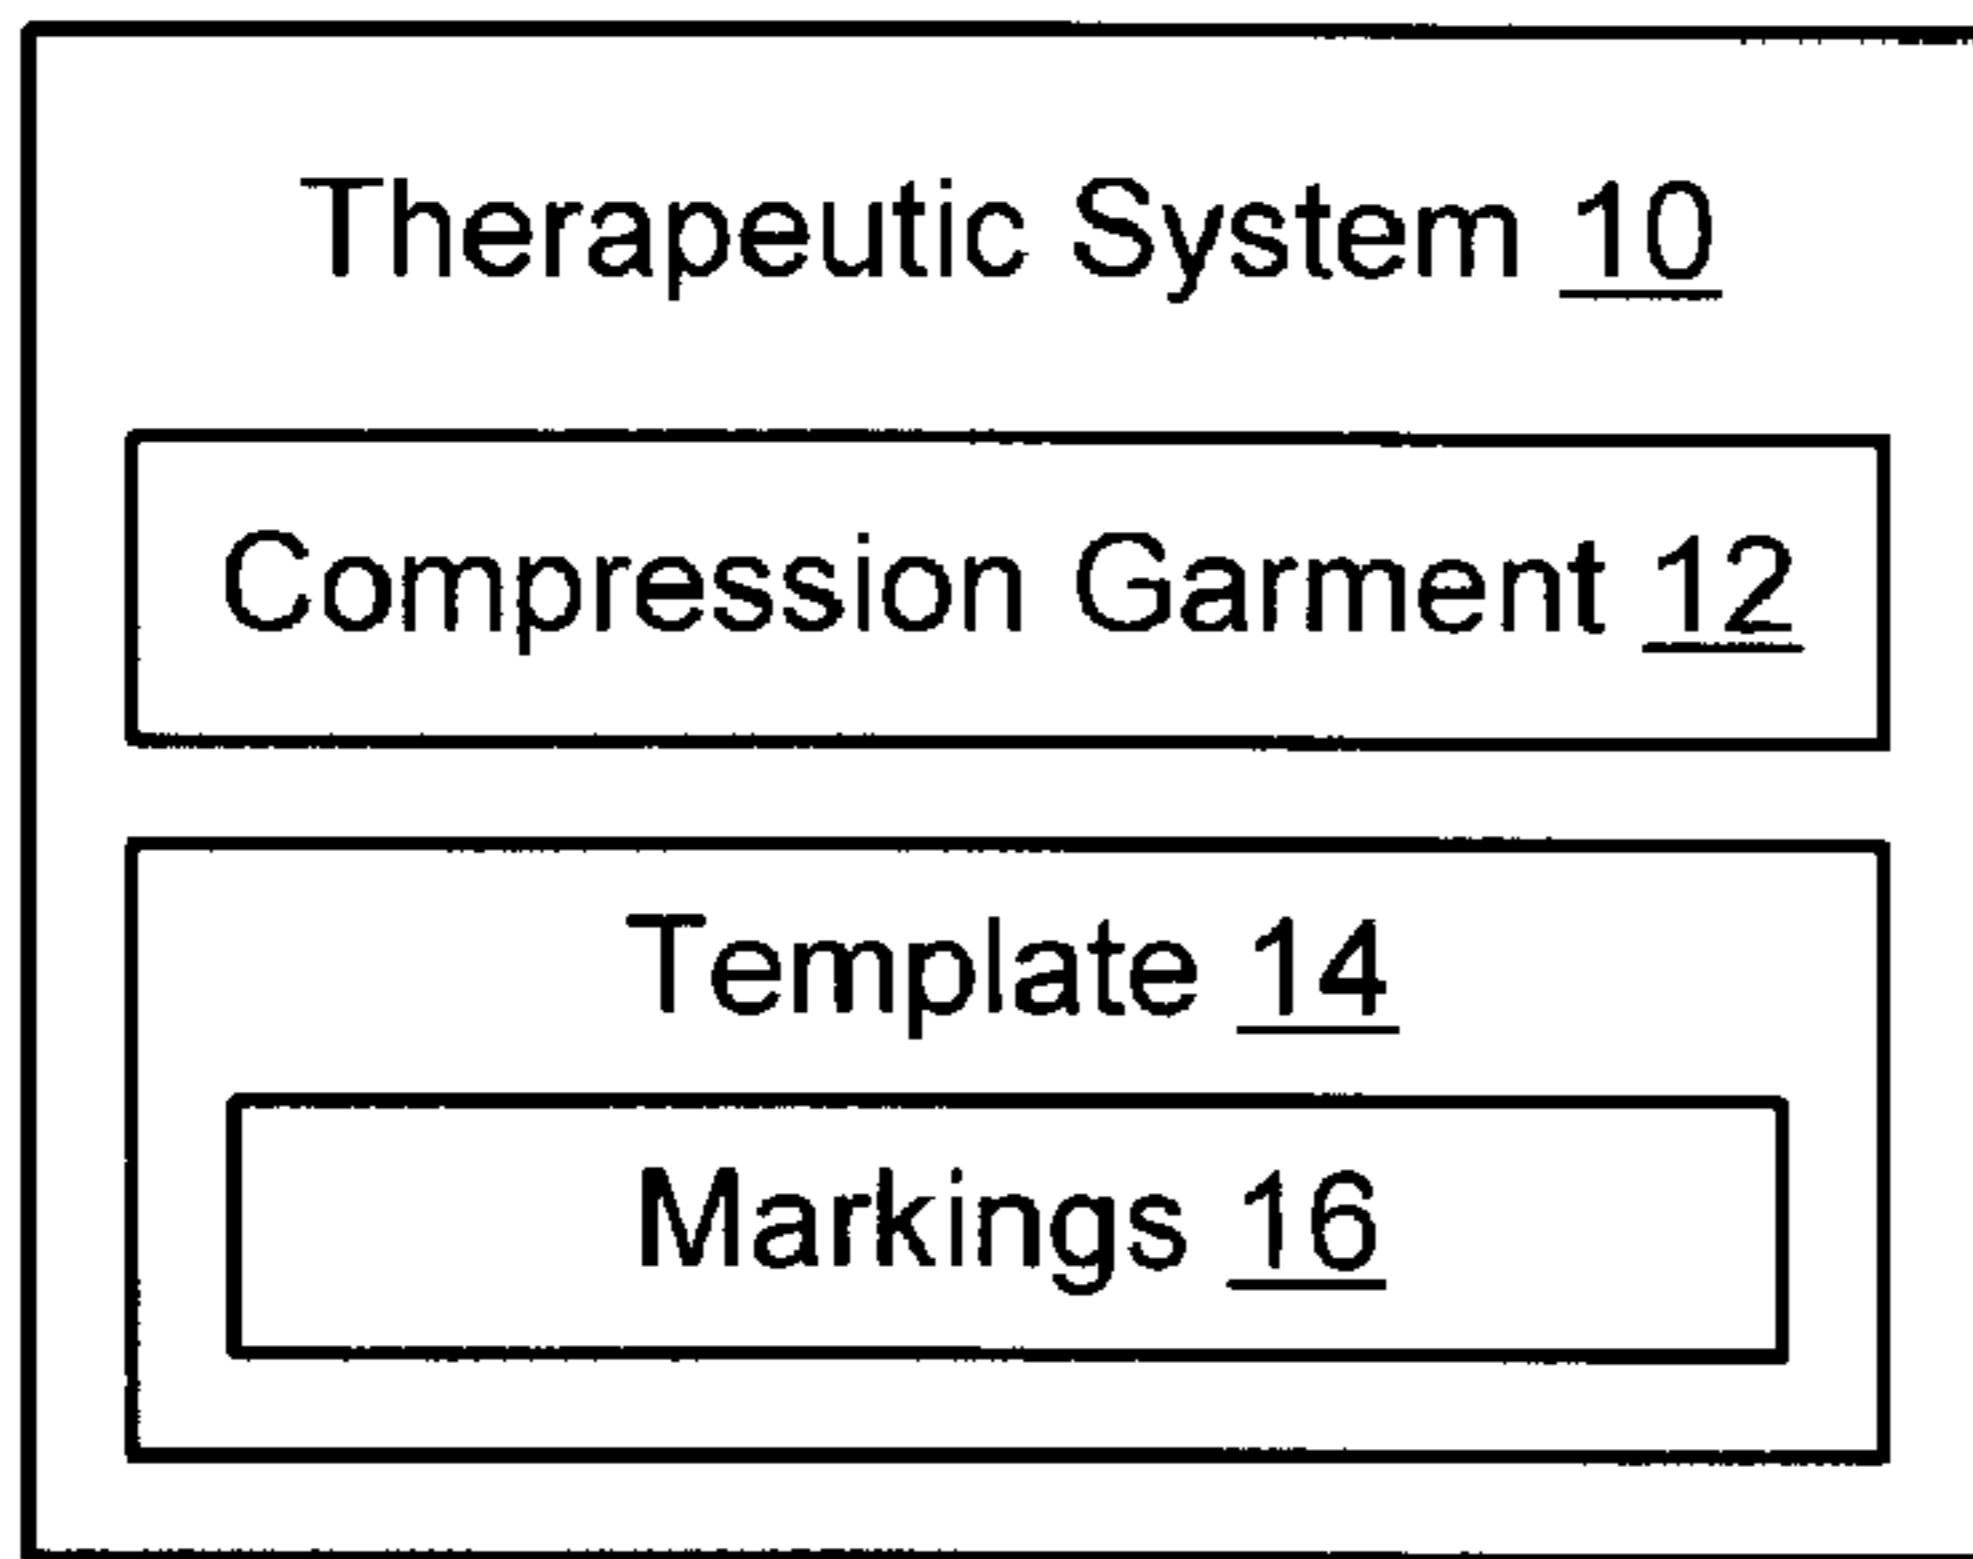 Therapeutic System 10
Compression Garment 12
Template 14
Markings 16